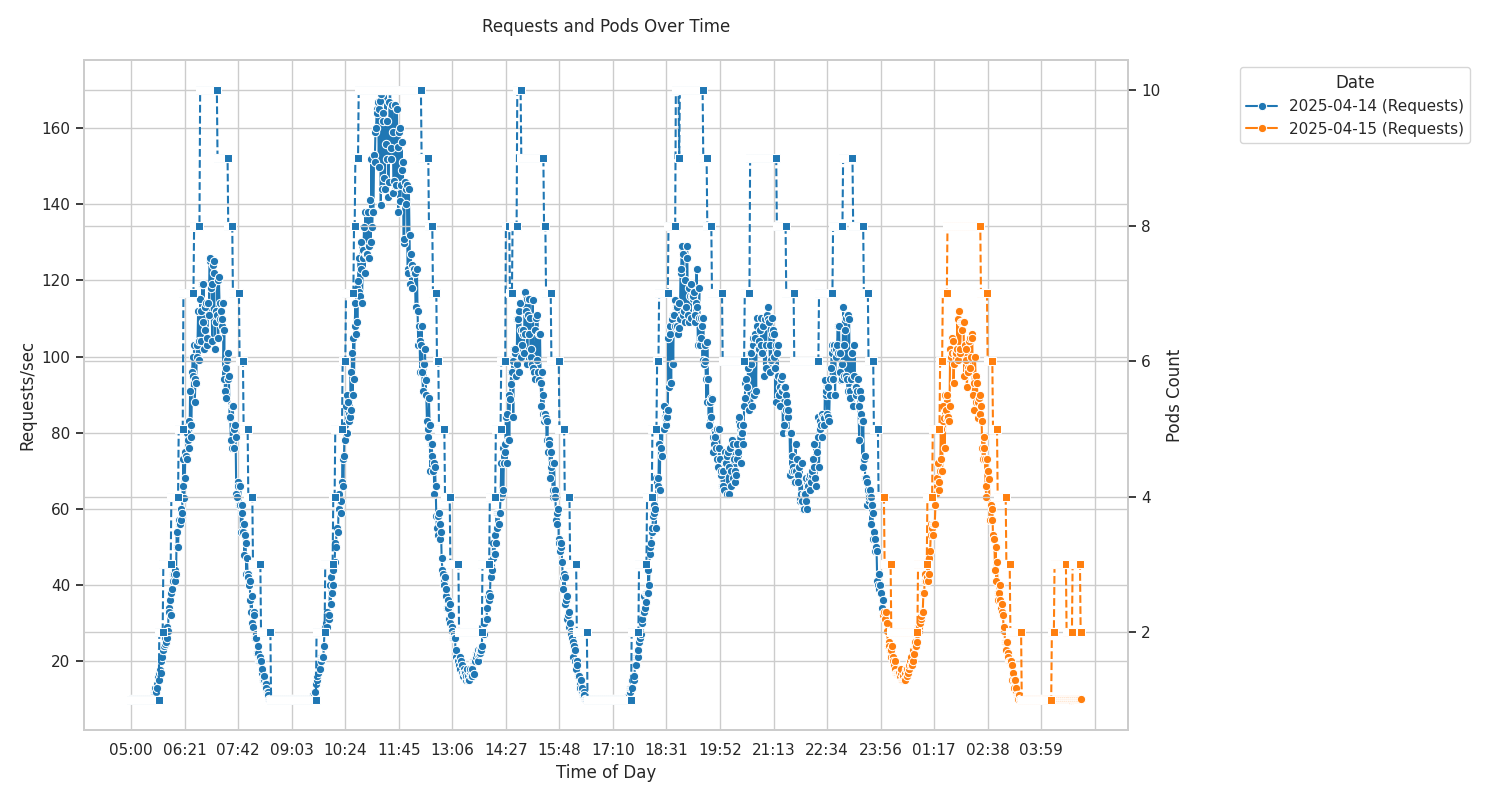 Requests and Pods Over Time
Date
2025-04-14 (Requests)
2025-04-15 (Requests)
Requests/sec
160
140
120
100
80
60
40
20
10
8
6
4
2
Pods Count
05:00 06:21 07:42 09:03 10:24 11:45 13:06 14:27 15:48 17:10 18:31 19:52 21:13 22:34 23:56 01:17 02:38 03:59
Time of Day